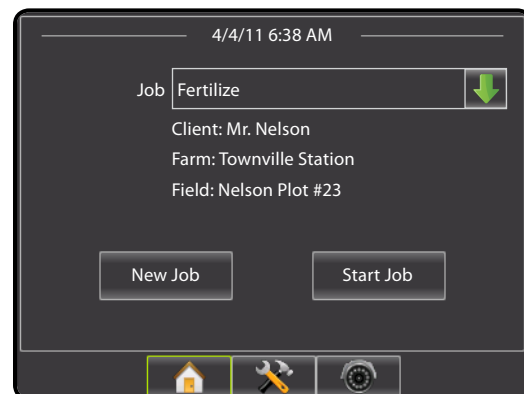 4/4/11 6:38 AM
Job Fertilize
Client: Mr. Nelson
Farm: Townville Station
Field: Nelson Plot #23
New Job Start Job